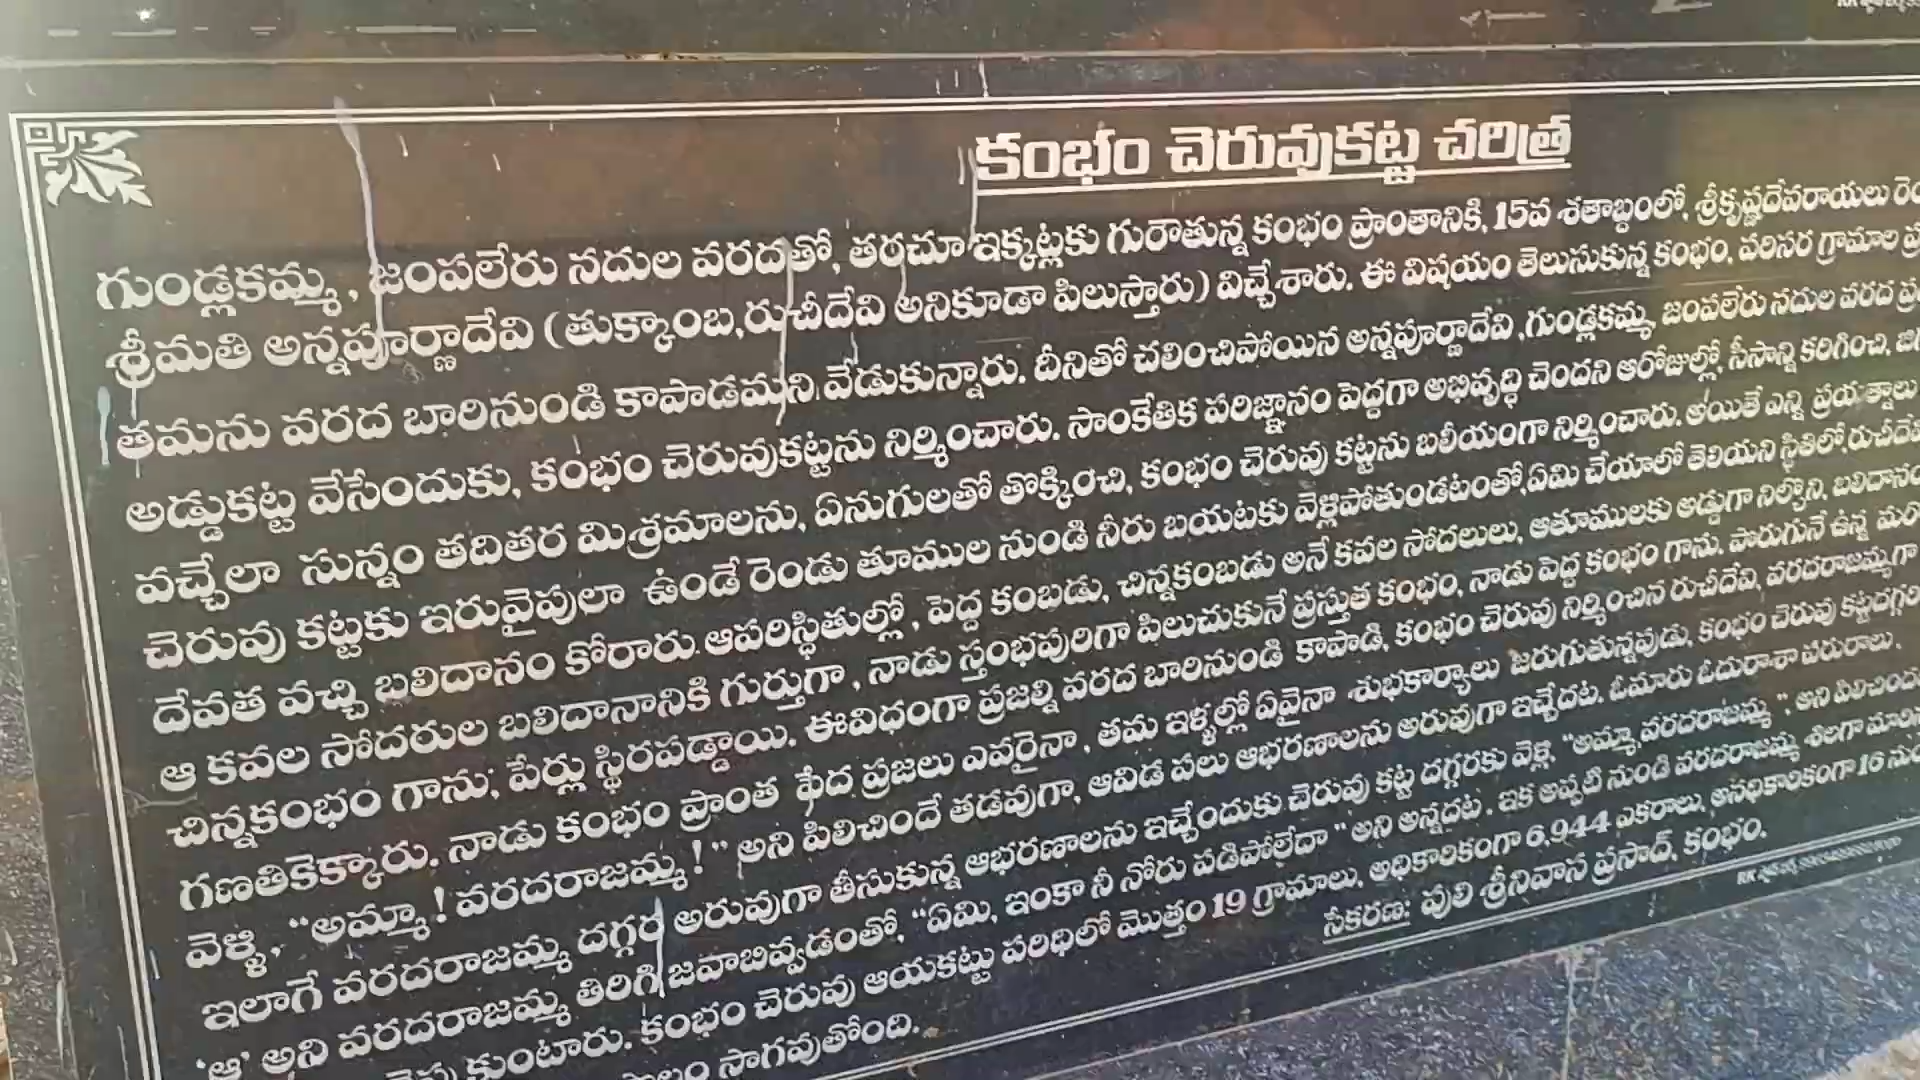 కంభం చెరువుకట్ట చరిత్ర
గుండ్లకమ్మ, జంపలేరు నదుల వరదతో, తరచూ ఇక్కట్లకు గురౌతున్న కంభం ప్రాంతానికి, 15వ శతాబ్దంలో, శ్రీకృష్ణదేవరాయలు
శ్రీమతి అన్నపూర్ణాదేవి (తుక్కాంబ,రుచీదేవి అనికూడా పిలుస్తారు) విచ్చేశారు. ఈ విషయం తెలుసుకున్న కంభం, పరిసర గ్రామాల
తమను వరద బారినుండి కాపాడమని వేడుకున్నారు. దీనితో చలించిపోయిన అన్నపూర్ణాదేవి ,గుండ్లకమ్మ, జంపలేరు నదుల వరద
అడ్డుకట్ట వేసేందుకు, కంభం చెరువుకట్టను నిర్మించారు. సాంకేతిక పరిజ్ఞానం పెద్దగా అభివృద్ధి చెందని ఆరోజుల్లో, సీసాన్ని కరిగించి,
వచ్చేలా సున్నం తదితర మిశ్రమాలను, ఏనుగులతో తొక్కించి, కంభం చెరువు కట్టను బలీయంగా నిర్మించారు. అయితే ఎన్ని ప్రయత్నాలు
చెరువు కట్టకు ఇరువైపులా ఉండే రెండు తూముల నుండి నీరు బయటకు వెళ్లిపోతుండటంతో,ఏమి చేయాలో తెలియని స్థితిలో,
దేవత వచ్చి బలిదానం కోరారు. ఆపరిస్థితుల్లో, పెద్ద కంబడు, చిన్నకంబడు అనే కవల సోదలులు, ఆతూములకు అడ్డుగా నిల్చొని,
ఆ కవల సోదరుల బలిదానానికి గుర్తుగా, నాడు స్తంభపురిగా పిలుచుకునే ప్రస్తుత కంభం, నాడు పెద్ద కంభం గాను, పొరుగునే ఉన్న
చిన్నకంభం గాను; పేర్లు స్థిరపడ్డాయి. ఈవిధంగా ప్రజల్ని వరద బారినుండి కాపాడి, కంభం చెరువు నిర్మించిన రుచీదేవి, వరదరాజమ్మగా
గణతికెక్కారు. నాడు కంభం ప్రాంత పేద ప్రజలు ఎవరైనా, తమ ఇళ్ళల్లో ఏవైనా శుభకార్యాలు జరుగుతున్నపుడు, కంభం చెరువు కట్టదగ్గరికి
వెళ్ళి, “అమ్మా! వరదరాజమ్మ!” అని పిలిచిందే తడవుగా, ఆవిడ పలు ఆభరణాలను అరువుగా ఇచ్చేదట. ఓమారు ఓదురాశా పరురాలు,
ఇలాగే వరదరాజమ్మ దగ్గర అరువుగా తీసుకున్న ఆభరణాలను ఇచ్చేందుకు చెరువు కట్ట దగ్గరకు వెళ్లి, “అమ్మా,వరదరాజమ్మ” అని
‘ఆ’ అని వరదరాజమ్మ తిరిగి జవాబివ్వడంతో, “ఏమి, ఇంకా నీ నోరు పడిపోలేదా” అని అన్నదట. ఇక అప్పటి నుండి వరదరాజమ్మ శిలగా
కుంటారు. కంభం చెరువు ఆయకట్టు పరిధిలో మొత్తం 19 గ్రామాలు, అధికారికంగా 6,944 ఎకరాలు, అనధికారికంగా 16
సాగవుతోంది.
సేకరణ: పులి శ్రీనివాస ప్రసాద్, కంభం.